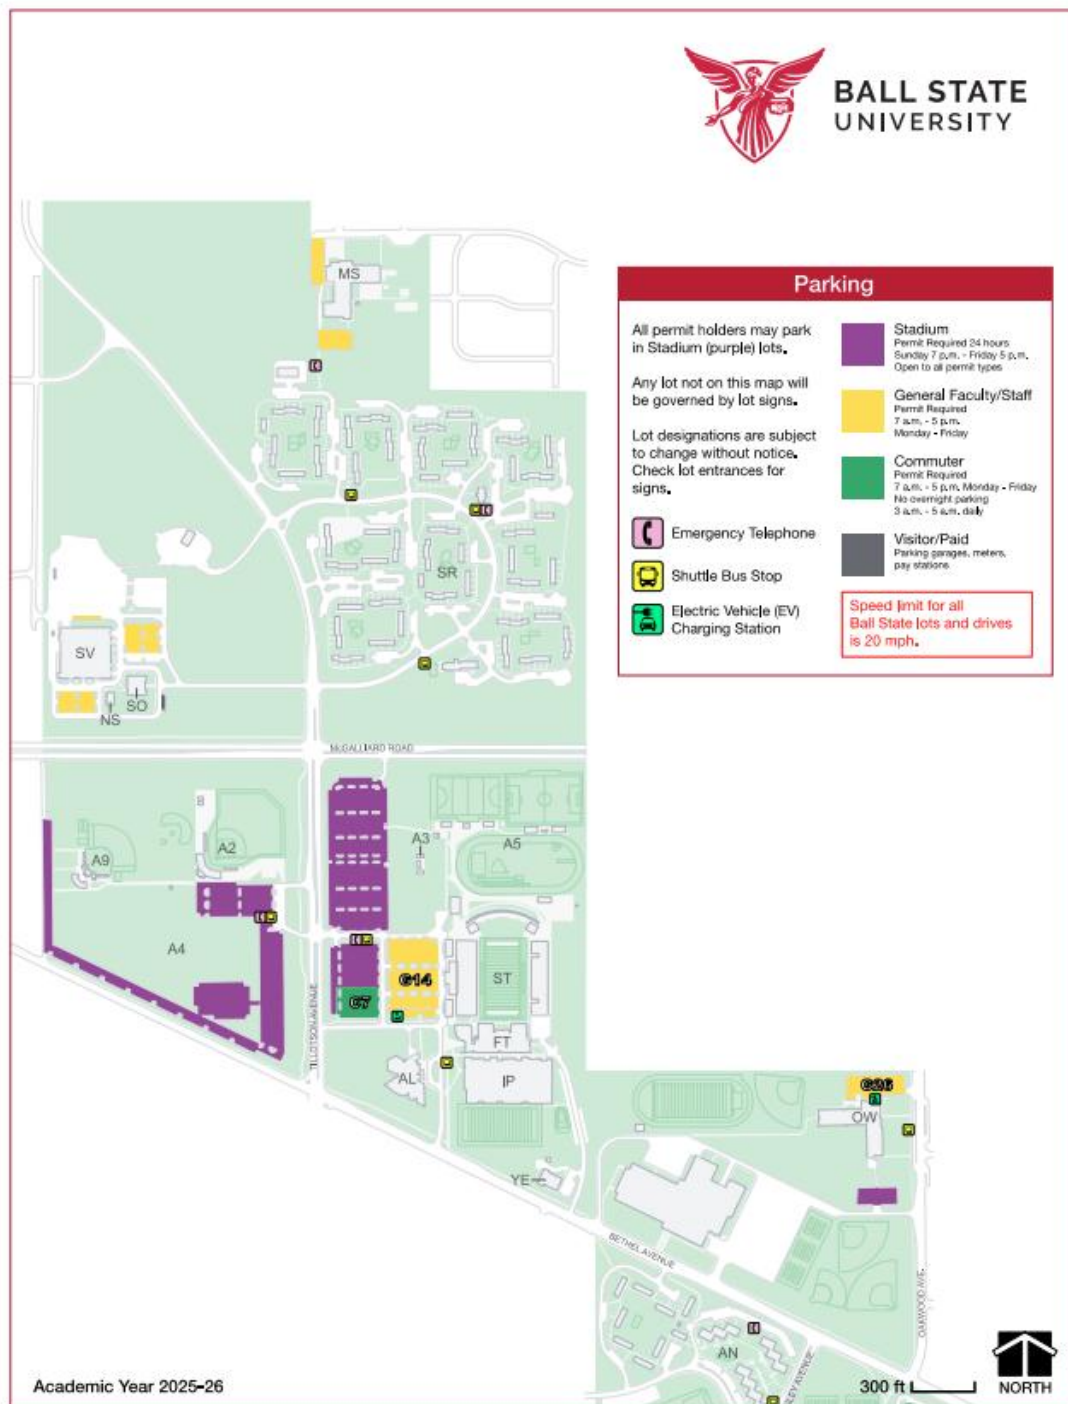 BALL STATE
UNIVERSITY
MS
Parking
All permit holders may park
in Stadium (purple) lots.
Any lot not on this map will
be governed by lot signs.
Lot designations are subject
to change without notice.
Check lot entrances for
signs.
Emergency Telephone
Shuttle Bus Stop
Electric Vehicle (EV)
Charging Station
Stadium
Permit Required 24 hours
Sunday 7 p.m. - Friday 5 p.m.
Open to all permit types
General Faculty/Staff
Permit Required
7 a.m. - 5 p.m.
Monday - Friday
Commuter
Permit Required
7 a.m. - 5 p.m. Monday - Friday
No overnight parking
3 a.m. - 5 a.m. daily
Visitor/Paid
Parking garages, meters,
pay stations
Speed limit for all
Ball State lots and drives
is 20 mph.
SR
SV
SO
NS
McGALLIARD ROAD
A3
A5
A2
A9
A4
G14
ST
C7
TILLOTSON AVENUE
FT
AL
IP
G26
OW
YE
BETHEL AVENUE
OAKWOOD AVE.
AN
AVENUE
Academic Year 2025-26
300 ft
NORTH